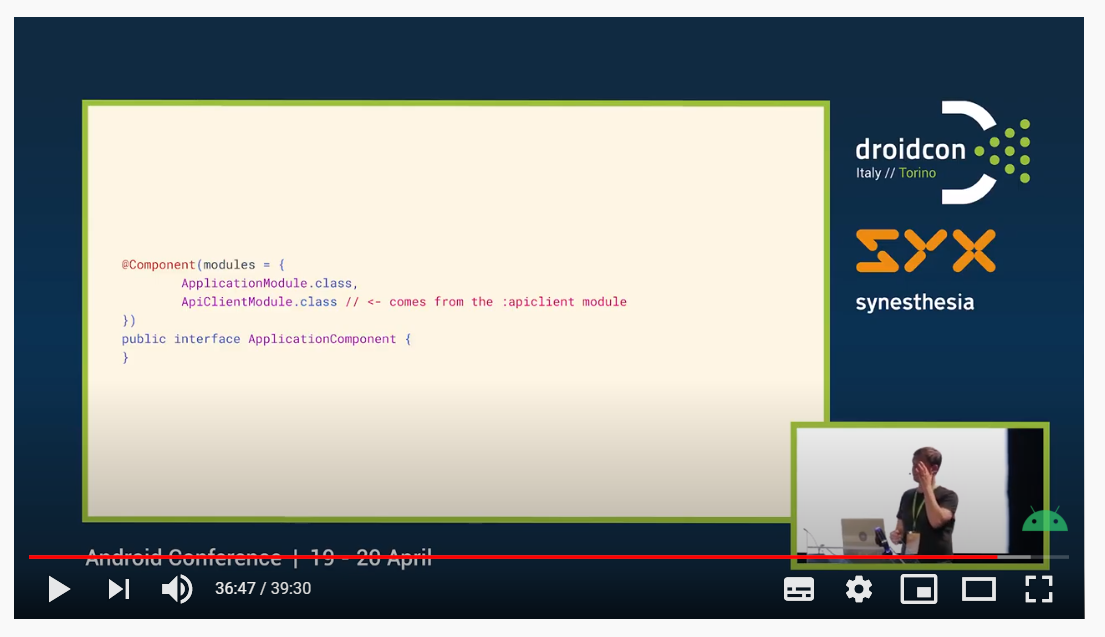 droidcon
Italy // Torino
SYX
synesthesia
@Component(modules = {
ApplicationModule.class,
ApiClientModule.class // <- comes from the :apiclient module
})
public interface ApplicationComponent {
}
Android Conference | 19 - 20 April
36:47 / 39:30